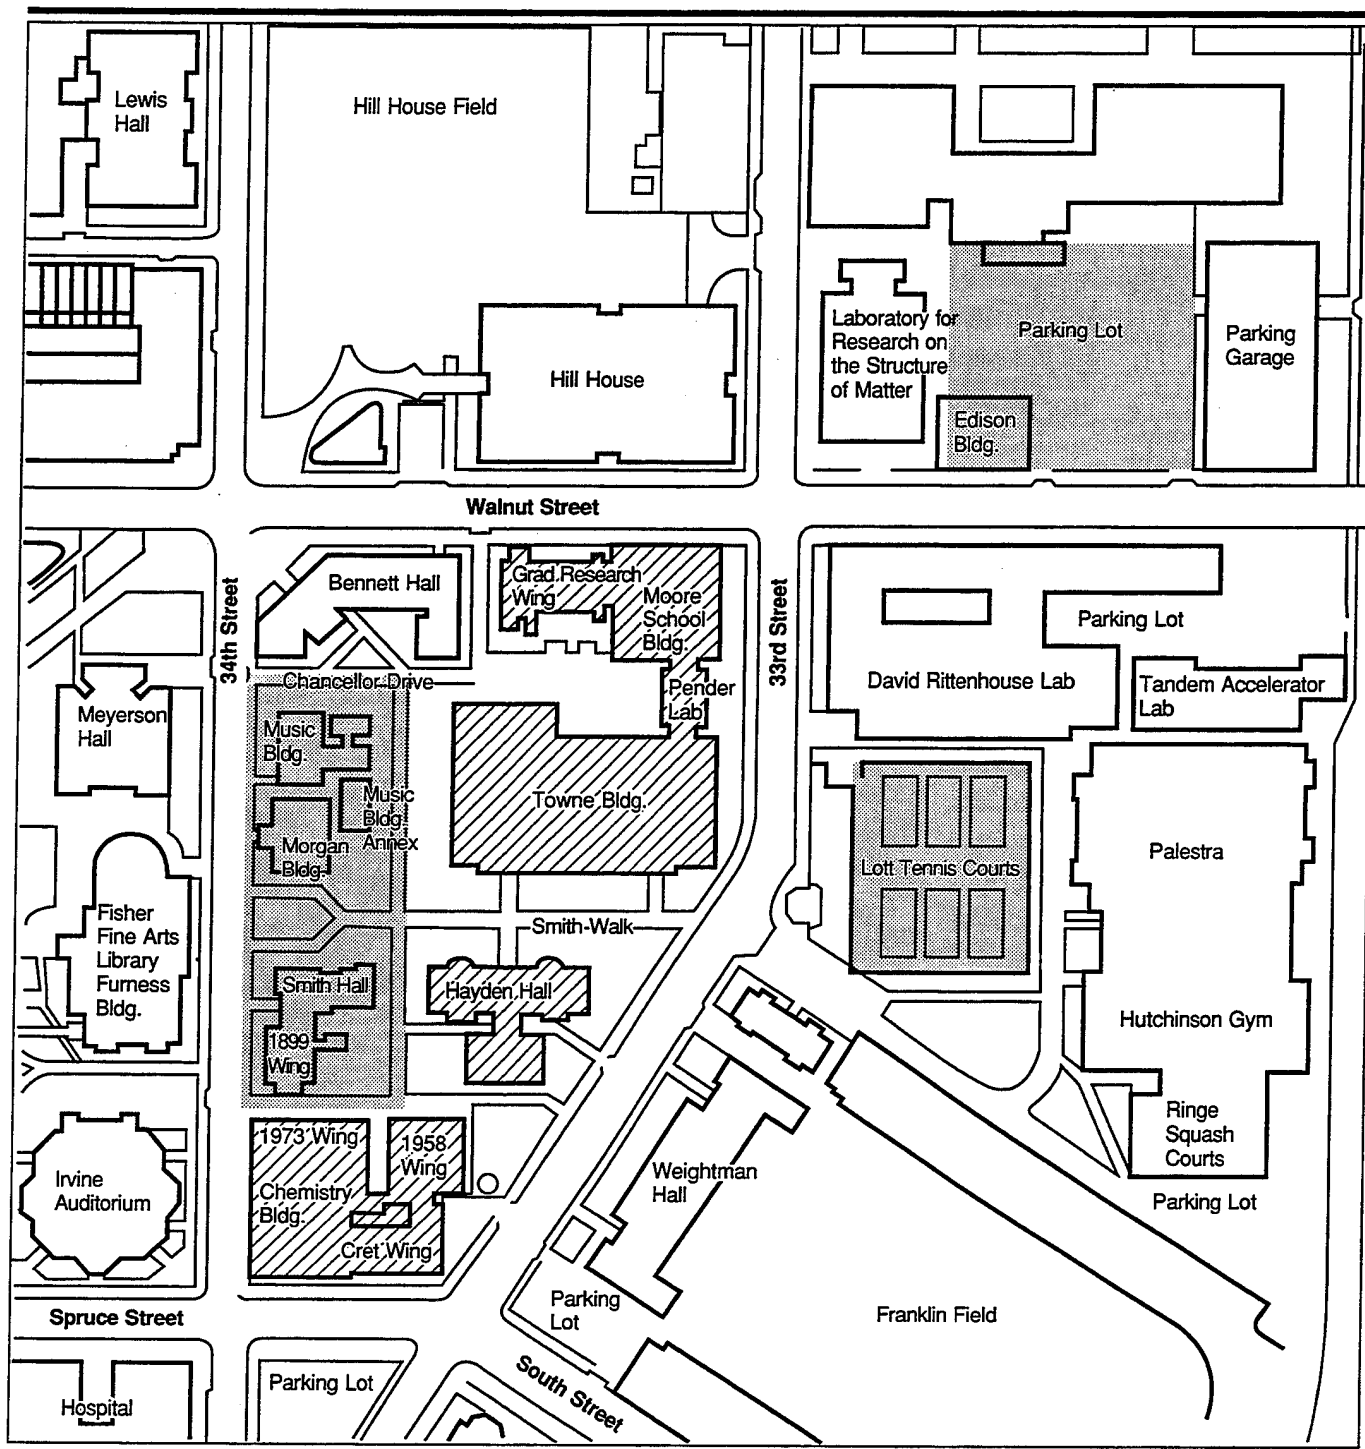 Lewis
Hall
Hill House Field
Laboratory for
Research on
the Structure
of Matter
Parking Lot
Parking
Garage
Hill House
Edison
Bldg.
Walnut Street
34th Street
Bennett Hall
Grad Research
Wing
Moore
School
Bldg.
33rd Street
Parking Lot
Chancellor Drive
Pender
Lab
David Rittenhouse Lab
Tandem Accelerator
Lab
Meyerson
Hall
Music
Bldg.
Music
Bldg.
Annex
Towne Bldg.
Morgan
Bldg.
Lott Tennis Courts
Palestra
Fisher
Fine Arts
Library
Furness
Bldg.
Smith Walk
Smith Hall
Hayden Hall
1899
Wing
Hutchinson Gym
Ringe
Squash
Courts
1973 Wing
1958
Wing
Irvine
Auditorium
Chemistry
Bldg.
Cret Wing
Weightman
Hall
Parking Lot
Spruce Street
Parking
Lot
Franklin Field
Parking Lot
South Street
Hospital